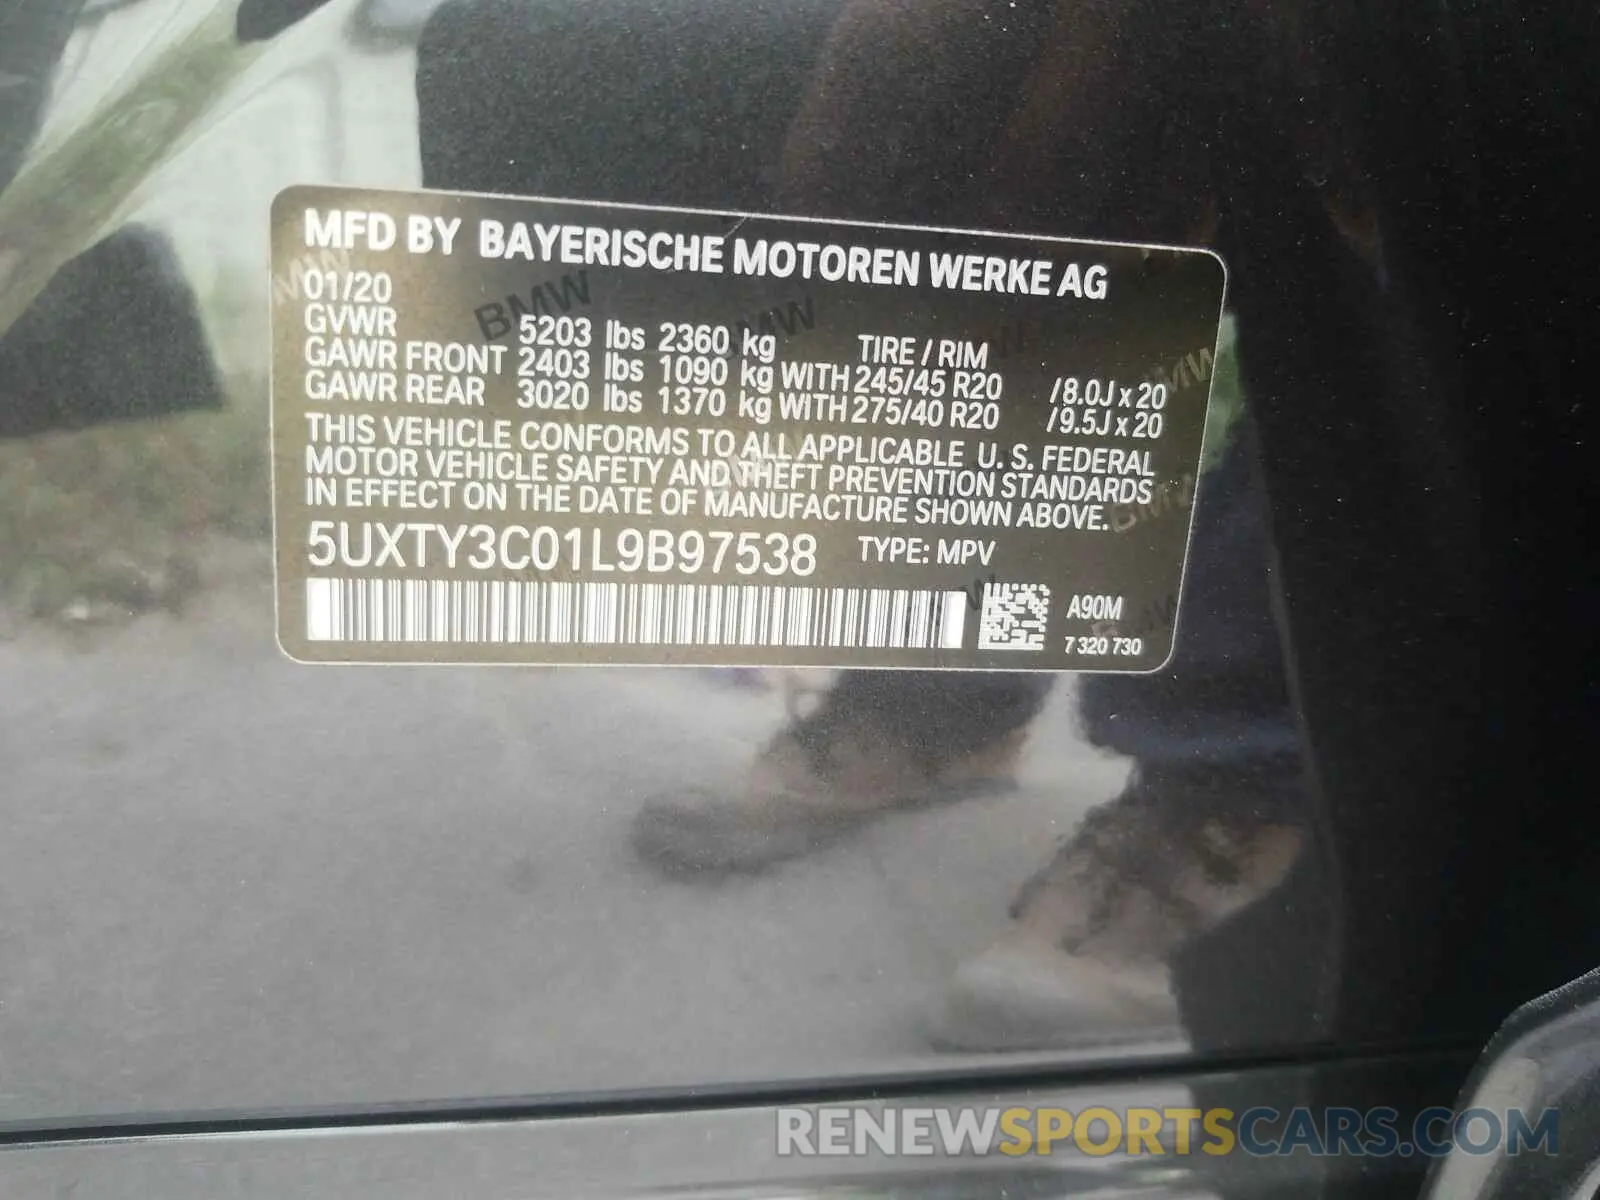 MFD BY BAYERISCHE MOTOREN WERKE AG
01/20
GVWR 5203 lbs 2360 kg TIRE / RIM
GAWR FRONT 2403 lbs 1090 kg WITH 245/45 R20 /8.0J x 20
GAWR REAR 3020 lbs 1370 kg WITH 275/40 R20 /9.5J x 20
THIS VEHICLE CONFORMS TO ALL APPLICABLE U. S. FEDERAL
MOTOR VEHICLE SAFETY AND THEFT PREVENTION STANDARDS
IN EFFECT ON THE DATE OF MANUFACTURE SHOWN ABOVE.
5UXTY3C01L9B97538 TYPE: MPV
A90M
7 320 730
BMW
RENEWSPORTSCARS.COM